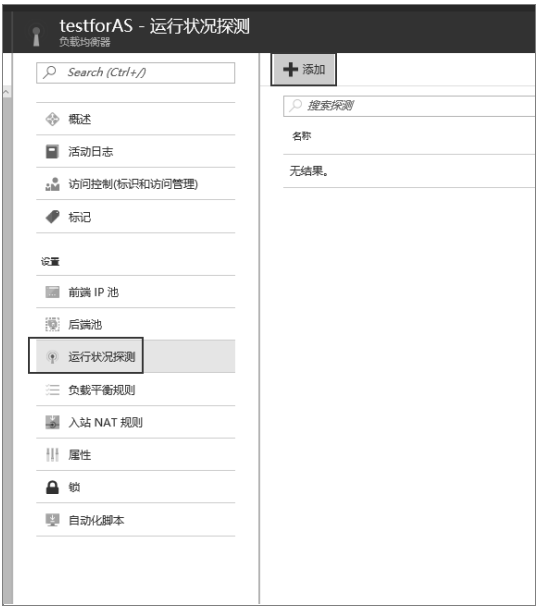 testforAS - 运行状况探测
负载均衡器
Search (Ctrl+/)
概述
活动日志
访问控制(标识和访问管理)
标记
设置
前端 IP 池
后端池
运行状况探测
负载平衡规则
入站 NAT 规则
属性
锁
自动化脚本
添加
搜索探测
名称
无结果。